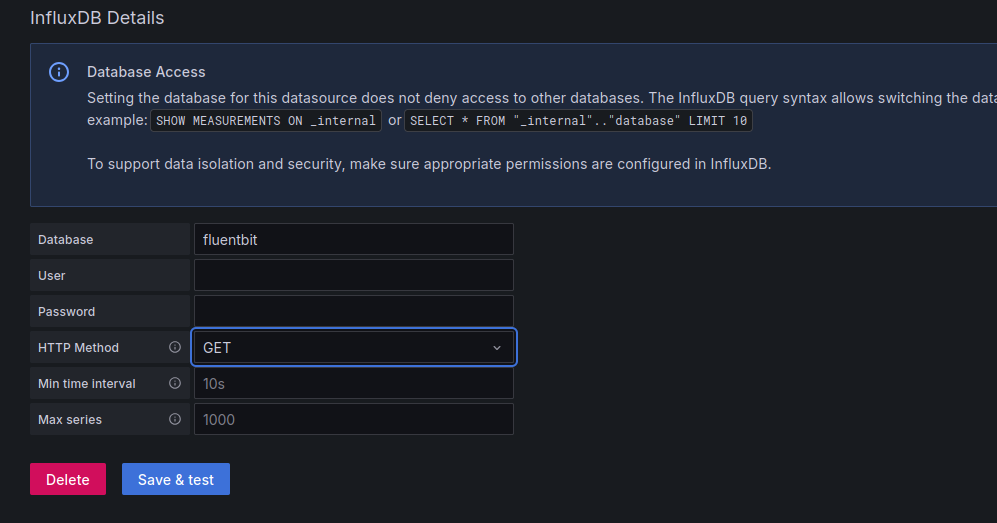 InfluxDB Details
Database Access
Setting the database for this datasource does not deny access to other databases. The InfluxDB query syntax allows switching the data
example: SHOW MEASUREMENTS ON _internal or SELECT * FROM "_internal".."database" LIMIT 10
To support data isolation and security, make sure appropriate permissions are configured in InfluxDB.
Database fluentbit
User
Password
HTTP Method GET
Min time interval 10s
Max series 1000
Delete Save & test